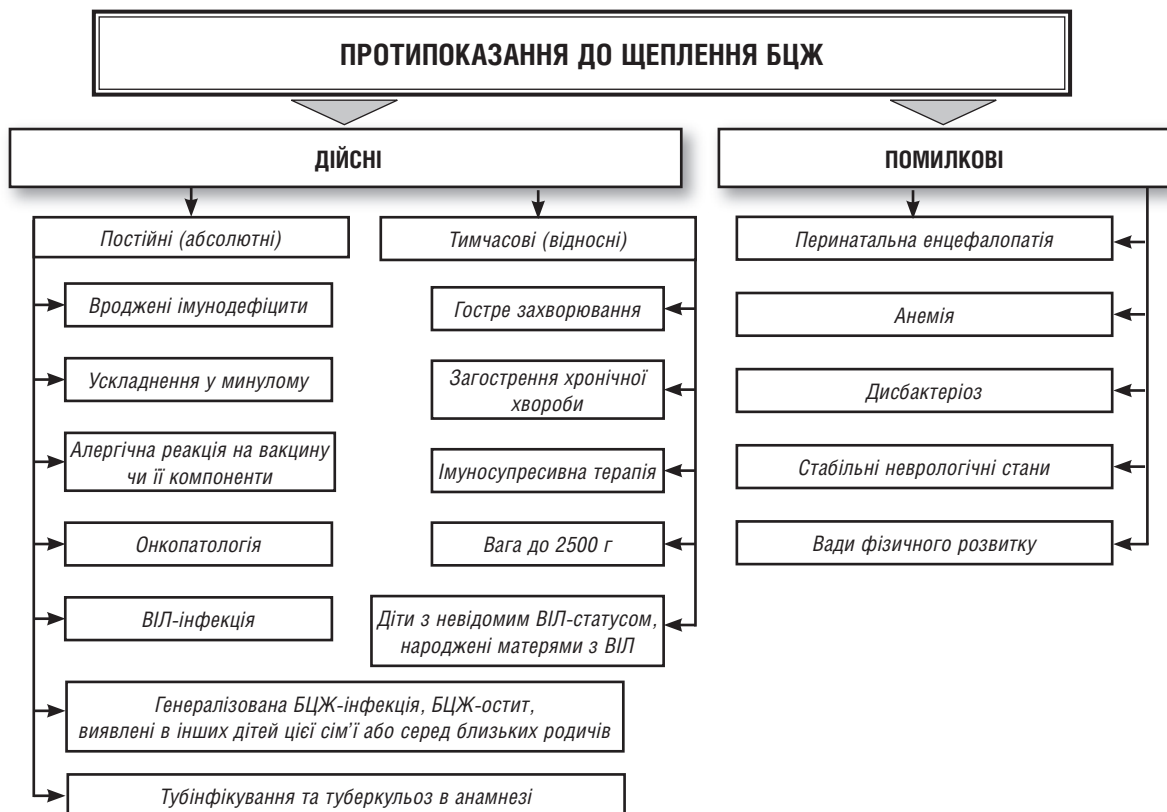 ПРОТИПОКАЗАННЯ ДО ЩЕПЛЕННЯ БЦЖ
ДІЙСНІ
Постійні (абсолютні)
Вроджені імунодефіцити
Ускладнення у минулому
Алергічна реакція на вакцину
чи її компоненти
Онкопатологія
ВІЛ-інфекція
Генералізована БЦЖ-інфекція, БЦЖ-остит,
виявлені в інших дітей цієї сім’ї або серед близьких родичів
Тубінфікування та туберкульоз в анамнезі
Тимчасові (відносні)
Гостре захворювання
Загострення хронічної
хвороби
Імуносупресивна терапія
Вага до 2500 г
Діти з невідомим ВІЛ-статусом,
народжені матерями з ВІЛ
ПОМИЛКОВІ
Перинатальна енцефалопатія
Анемія
Дисбактеріоз
Стабільні неврологічні стани
Вади фізичного розвитку